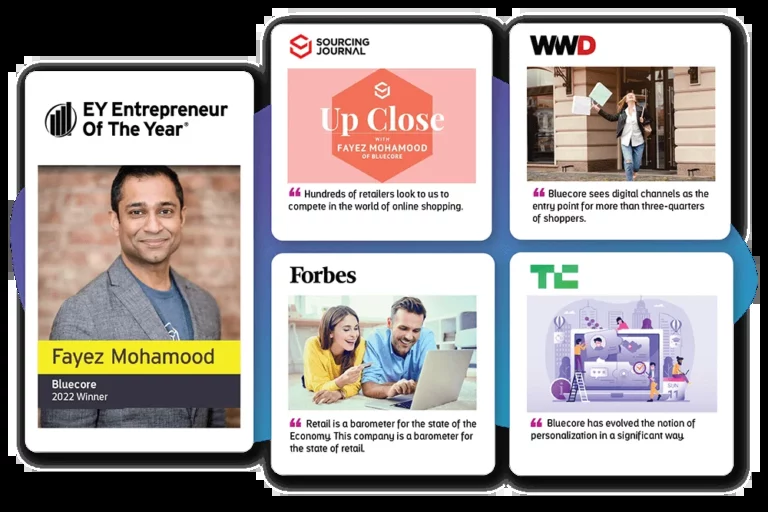 EY Entrepreneur
Of The Year®
Fayez Mohamood
Bluecore
2022 Winner
SOURCING
JOURNAL
Up Close
WITH
FAYEZ MOHAMOOD
OF BLUECORE
❝ Hundreds of retailers look to us to
compete in the world of online shopping.
WWD
❝ Bluecore sees digital channels as the
entry point for more than three-quarters
of shoppers.
Forbes
❝ Retail is a barometer for the state of the
Economy. This company is a barometer for
the state of retail.
TC
SUN
11
❝ Bluecore has evolved the notion of
personalization in a significant way.